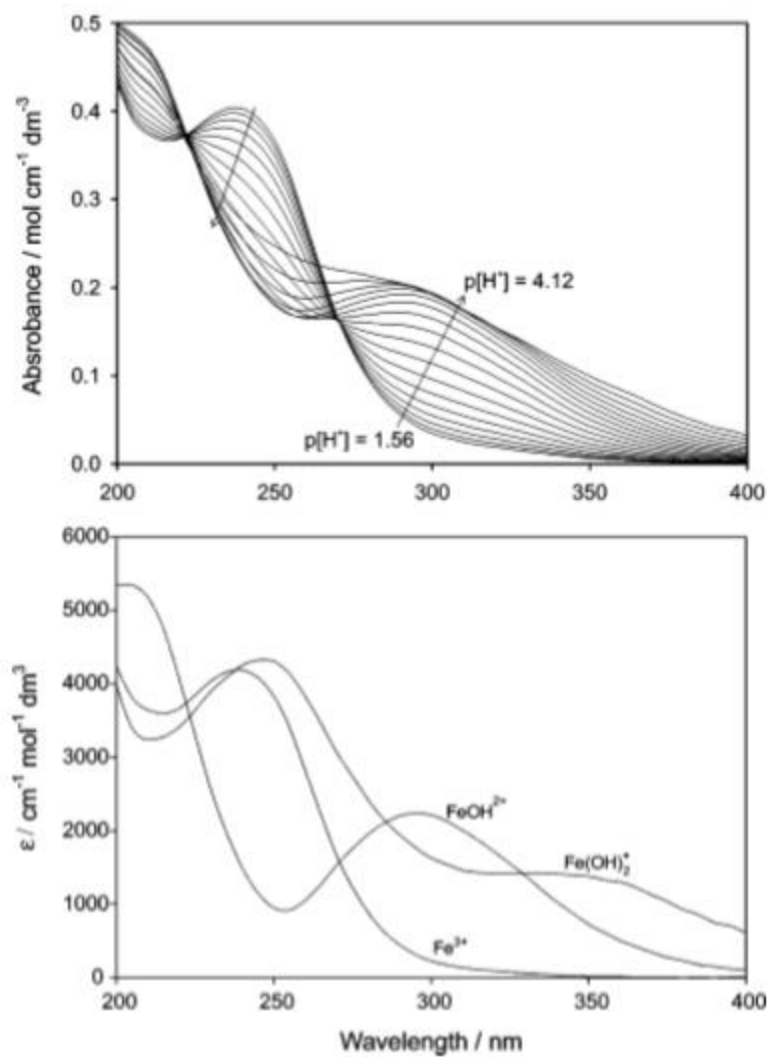 0.5
0.4
0.3
0.2
0.1
0.0
Absrobance / mol cm⁻¹ dm⁻³
p[H⁺] = 4.12
p[H⁺] = 1.56
200 250 300 350 400
6000
5000
4000
3000
2000
1000
0
ε / cm⁻¹ mol⁻¹ dm³
FeOH²⁺
Fe(OH)₂⁺
Fe³⁺
200 250 300 350 400
Wavelength / nm